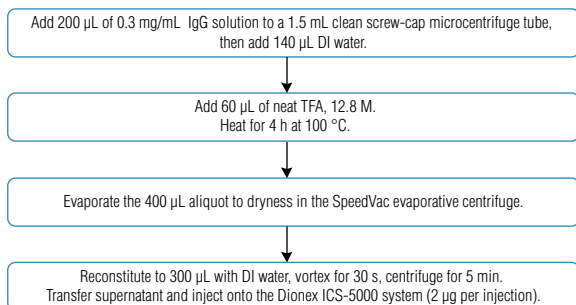 Add 200 µL of 0.3 mg/mL  IgG solution to a 1.5 mL clean screw-cap microcentrifuge tube,
then add 140 µL DI water.
Add 60 µL of neat TFA, 12.8 M.
Heat for 4 h at 100 °C.
Evaporate the 400 µL aliquot to dryness in the SpeedVac evaporative centrifuge.
Reconstitute to 300 µL with DI water, vortex for 30 s, centrifuge for 5 min.
Transfer supernatant and inject onto the Dionex ICS-5000 system (2 µg per injection).